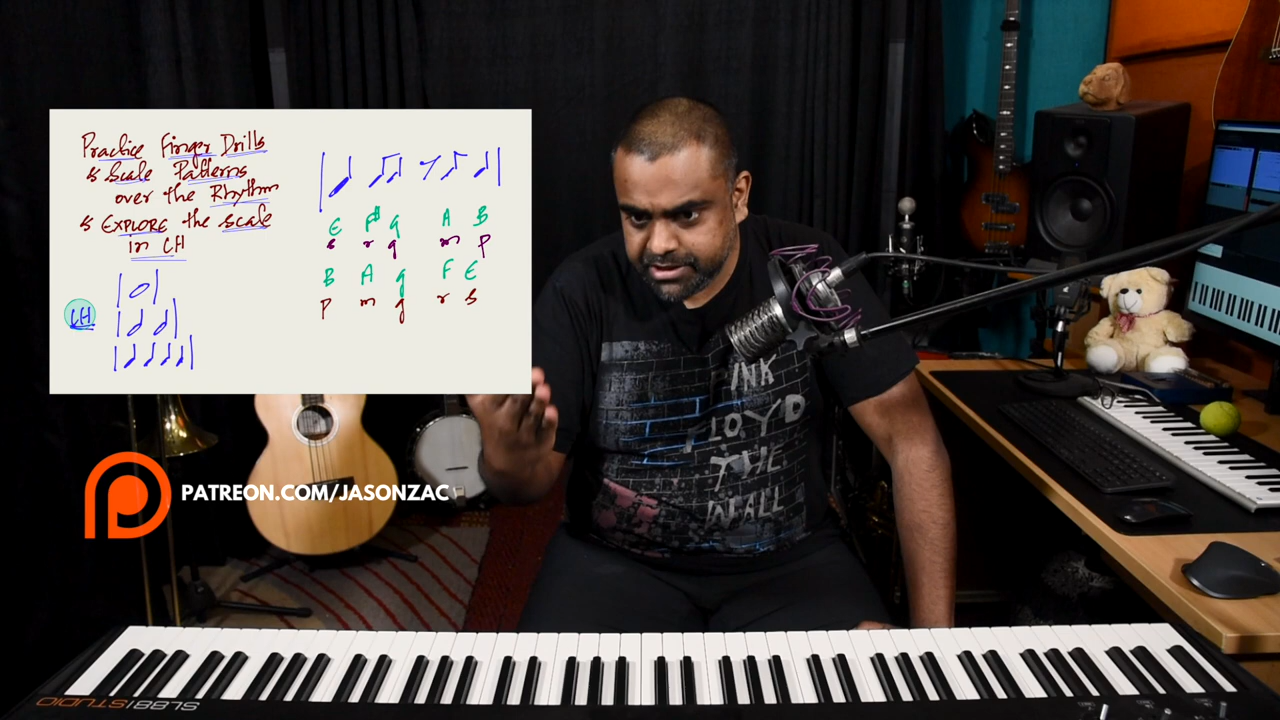 Practice Finger Drills
& Scale Patterns
over the Rhythm
& EXPLORE the scale
in LH
LH
E F# g A B
s r g m p
B A g F E
p m g r s
PATREON.COM/JASONZAC
PINK
FLOYD
THE
WALL
SL88 STUDIO